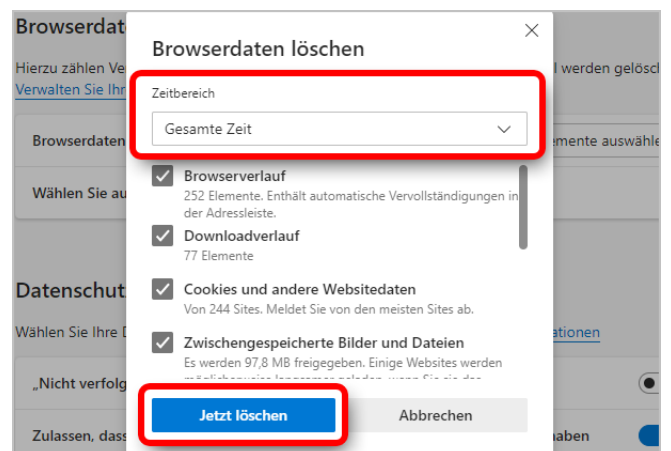 Browserdat
Hierzu zählen Ve
l werden gelösc
Verwalten Sie Ihr
Browserdaten
emente auswähle
Wählen Sie au
Datenschut
Wählen Sie Ihre
ationen
„Nicht verfolg
Zulassen, dass
haben
Browserdaten löschen
Zeitbereich
Gesamte Zeit
Browserverlauf
252 Elemente. Enthält automatische Vervollständigungen in
der Adressleiste.
Downloadverlauf
77 Elemente
Cookies und andere Websitedaten
Von 244 Sites. Meldet Sie von den meisten Sites ab.
Zwischengespeicherte Bilder und Dateien
Es werden 97,8 MB freigegeben. Einige Websites werden
Jetzt löschen
Abbrechen